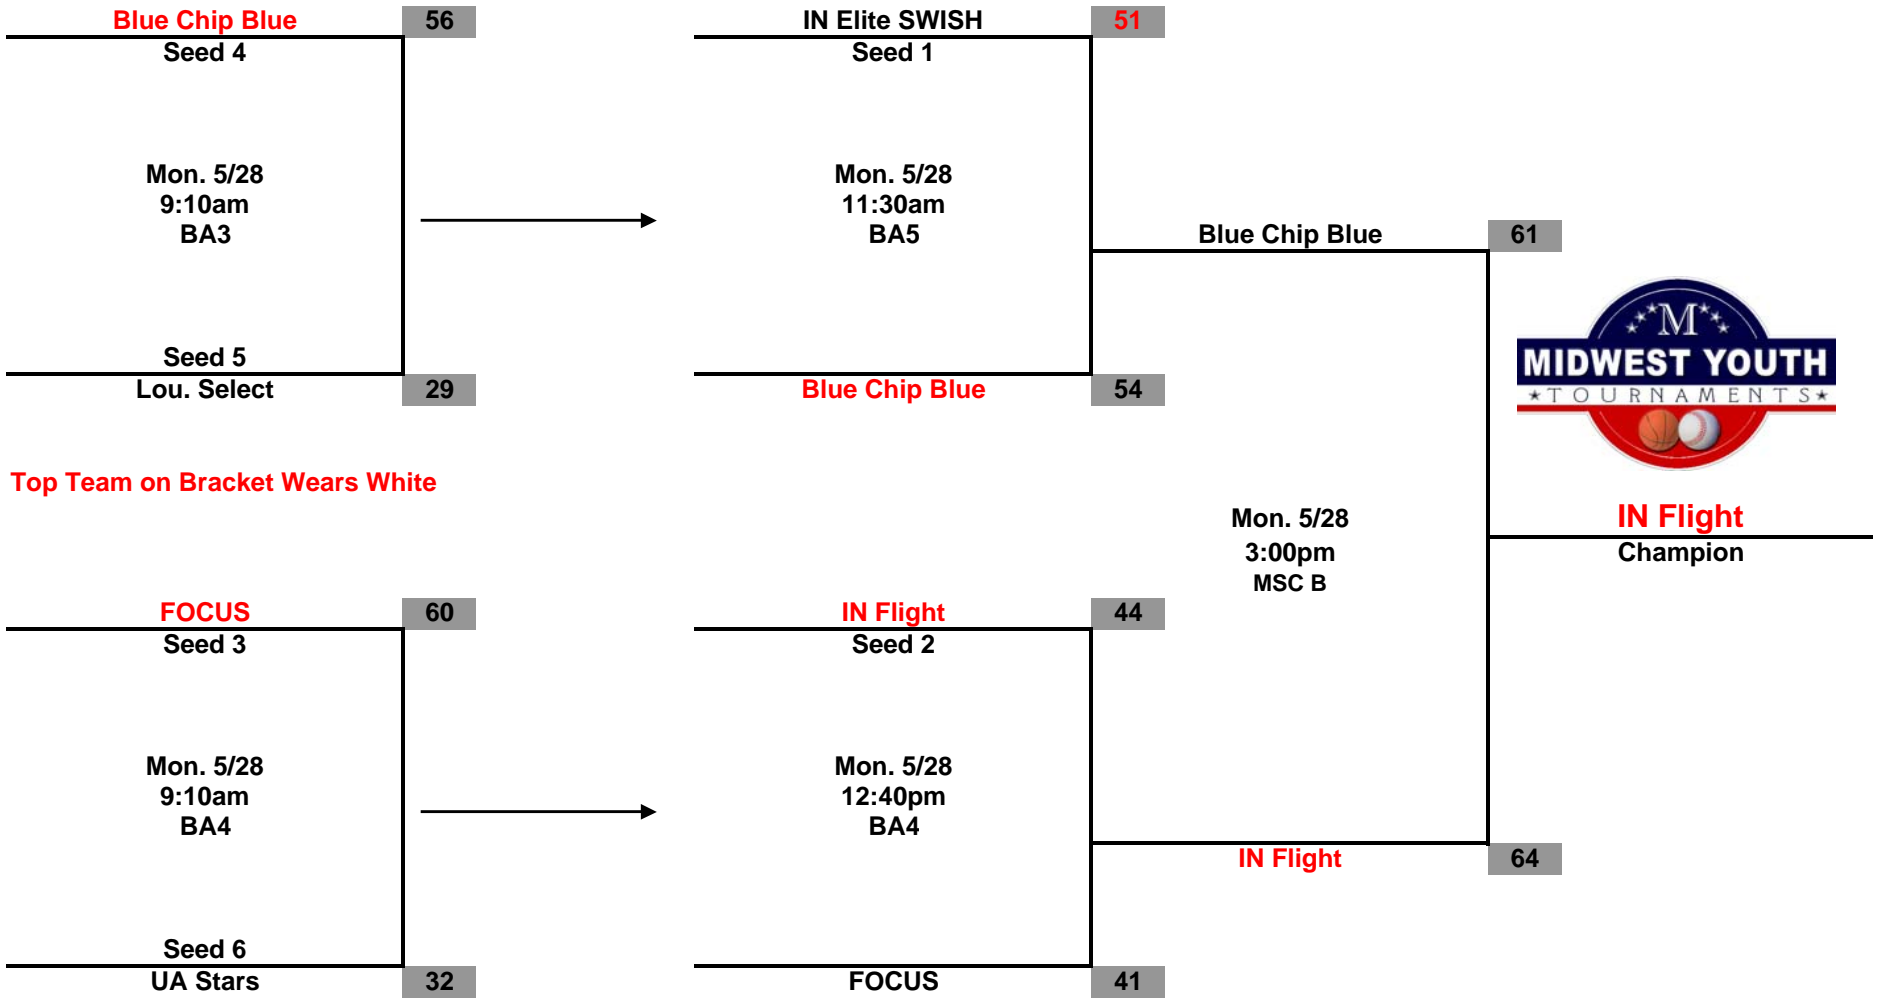 Blue Chip Blue 56
Seed 4
Mon. 5/28
9:10am
BA3
Seed 5
Lou. Select 29
IN Elite SWISH 51
Seed 1
Mon. 5/28
11:30am
BA5
Blue Chip Blue 54
Blue Chip Blue 61
M
MIDWEST YOUTH
TOURNAMENTS
Top Team on Bracket Wears White
Mon. 5/28
3:00pm
MSC B
IN Flight
Champion
FOCUS 60
Seed 3
Mon. 5/28
9:10am
BA4
Seed 6
UA Stars 32
IN Flight 44
Seed 2
Mon. 5/28
12:40pm
BA4
FOCUS 41
IN Flight 64